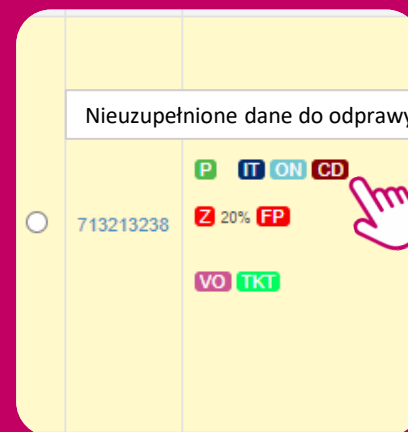 Nieuzupełnione dane do odprawy
P IT ON CD
713213238 Z 20% FP
VO TKT